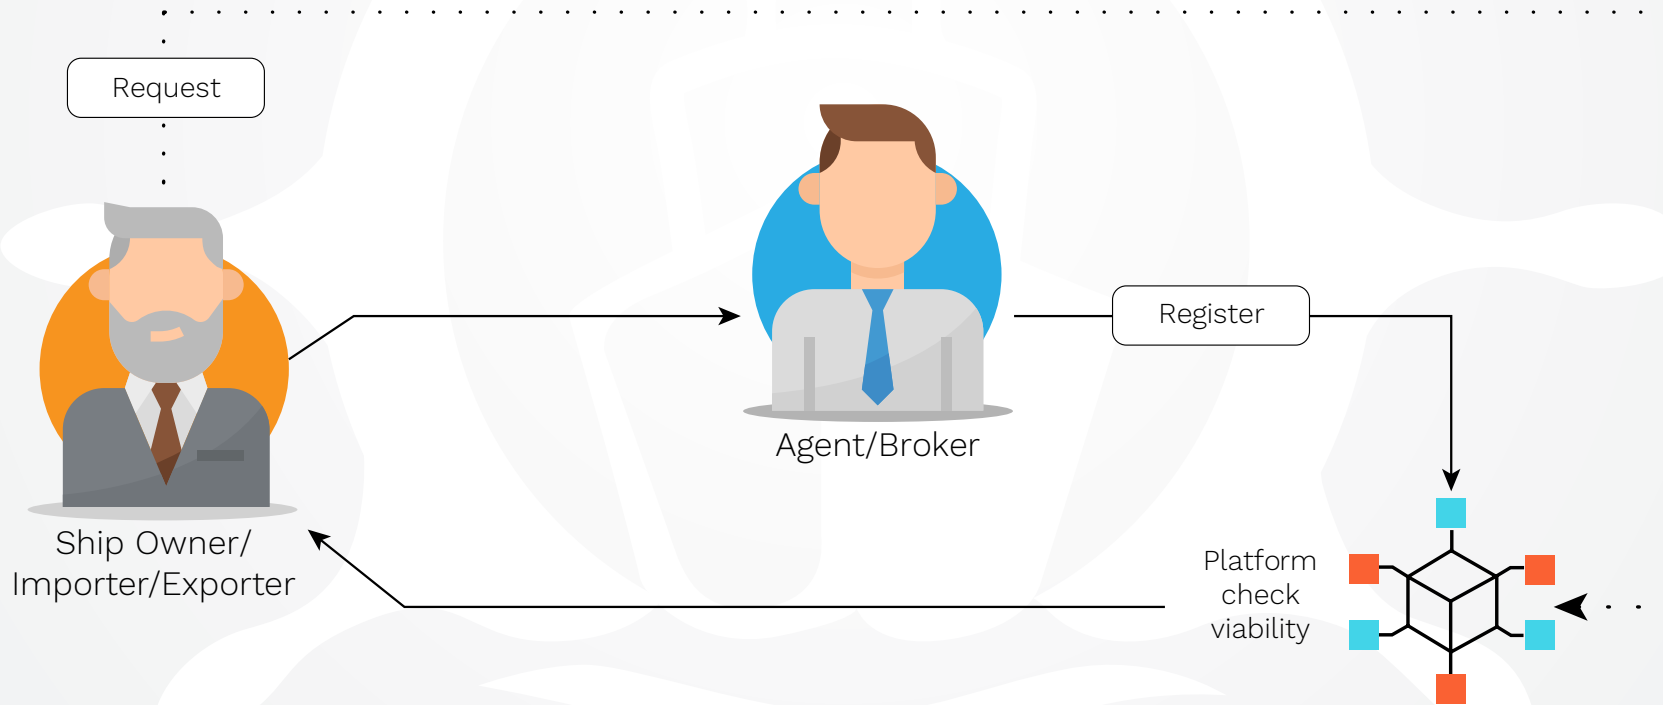 Request
Register
Agent/Broker
Ship Owner/
Importer/Exporter
Platform
check
viability